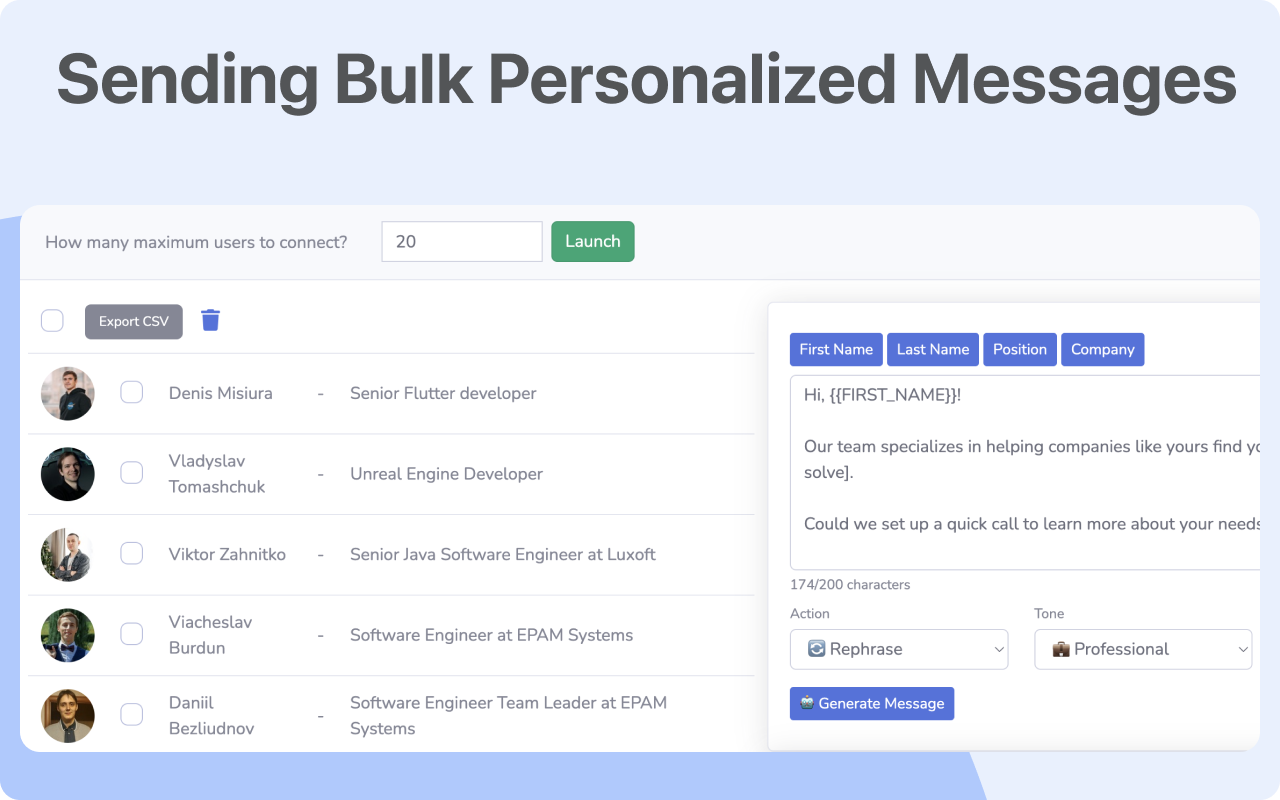 Sending Bulk Personalized Messages
How many maximum users to connect?
20
Launch
Export CSV
Denis Misiura
-
Senior Flutter developer
Vladyslav
Tomashchuk
-
Unreal Engine Developer
Viktor Zahnitko
-
Senior Java Software Engineer at Luxoft
Viacheslav
Burdun
-
Software Engineer at EPAM Systems
Daniil
Bezliudnov
-
Software Engineer Team Leader at EPAM
Systems
First Name
Last Name
Position
Company
Hi, {{FIRST_NAME}}!
Our team specializes in helping companies like yours find
solve].
Could we set up a quick call to learn more about your needs
174/200 characters
Action
Tone
Rephrase
Professional
Generate Message